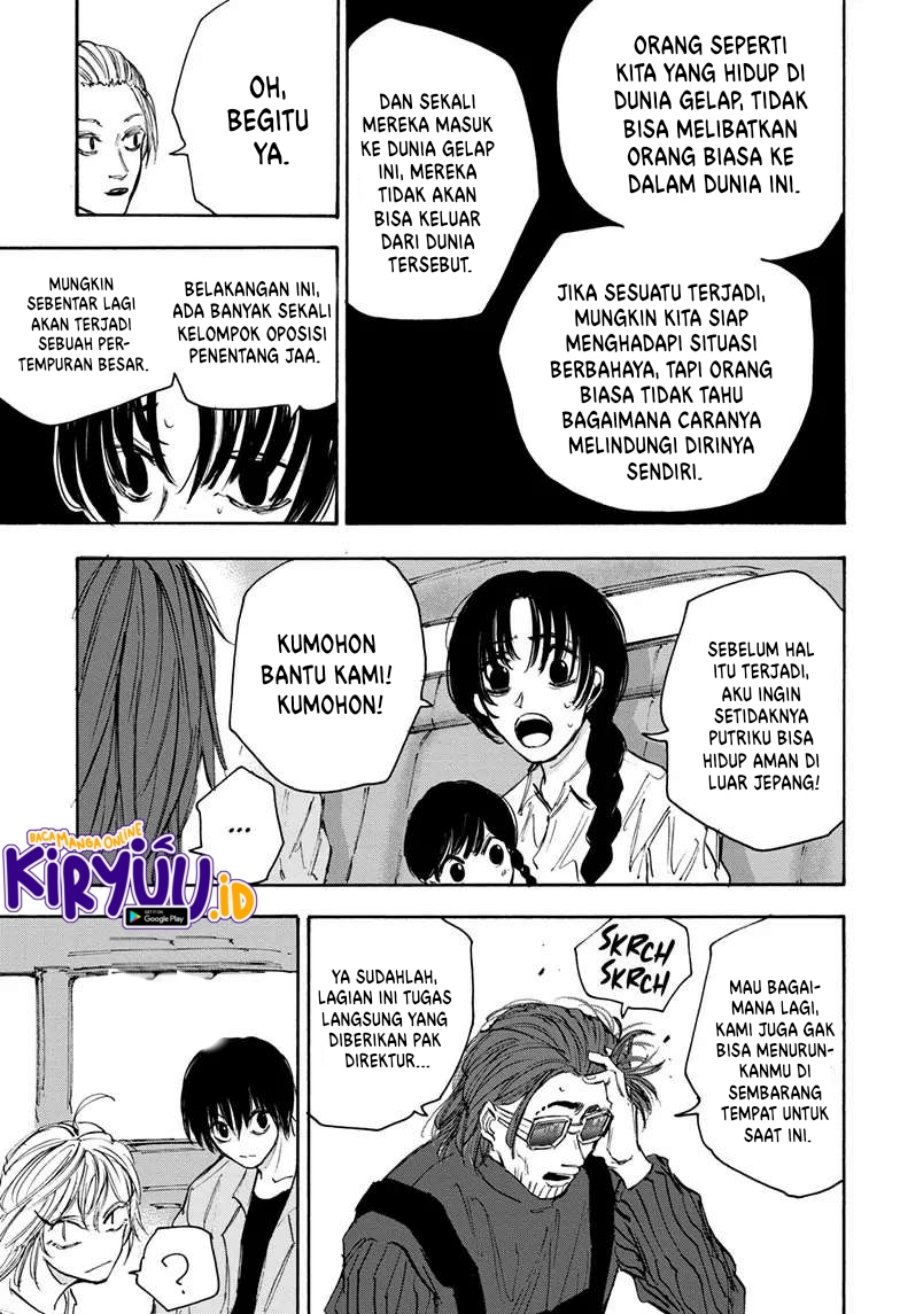 ORANG SEPERTI
KITA YANG HIDUP DI
DUNIA GELAP, TIDAK
BISA MELIBATKAN
ORANG BIASA KE
DALAM DUNIA INI.
JIKA SESUATU TERJADI,
MUNGKIN KITA SIAP
MENGHADAPI SITUASI
BERBAHAYA, TAPI ORANG
BIASA TIDAK TAHU
BAGAIMANA CARANYA
MELINDUNGI DIRINYA
SENDIRI.
DAN SEKALI
MEREKA MASUK
KE DUNIA GELAP
INI, MEREKA
TIDAK AKAN
BISA KELUAR
DARI DUNIA
TERSEBUT.
OH,
BEGITU
YA.
BELAKANGAN INI,
ADA BANYAK SEKALI
KELOMPOK OPOSISI
PENENTANG JAA.
MUNGKIN
SEBENTAR LAGI
AKAN TERJADI
SEBUAH PER-
TEMPURAN BESAR.
SEBELUM HAL
ITU TERJADI,
AKU INGIN
SETIDAKNYA
PUTRIKU BISA
HIDUP AMAN DI
LUAR JEPANG!
KUMOHON
BANTU KAMI!
KUMOHON!
...
BACA MANGA ONLINE
KIRYUU.iD
GET IT ON
Google Play
SKRCH
SKRCH
MAU BAGAI-
MANA LAGI,
KAMI JUGA GAK
BISA MENURUN-
KANMU DI
SEMBARANG
TEMPAT UNTUK
SAAT INI.
YA SUDAHLAH,
LAGIAN INI TUGAS
LANGSUNG YANG
DIBERIKAN PAK
DIREKTUR...
?